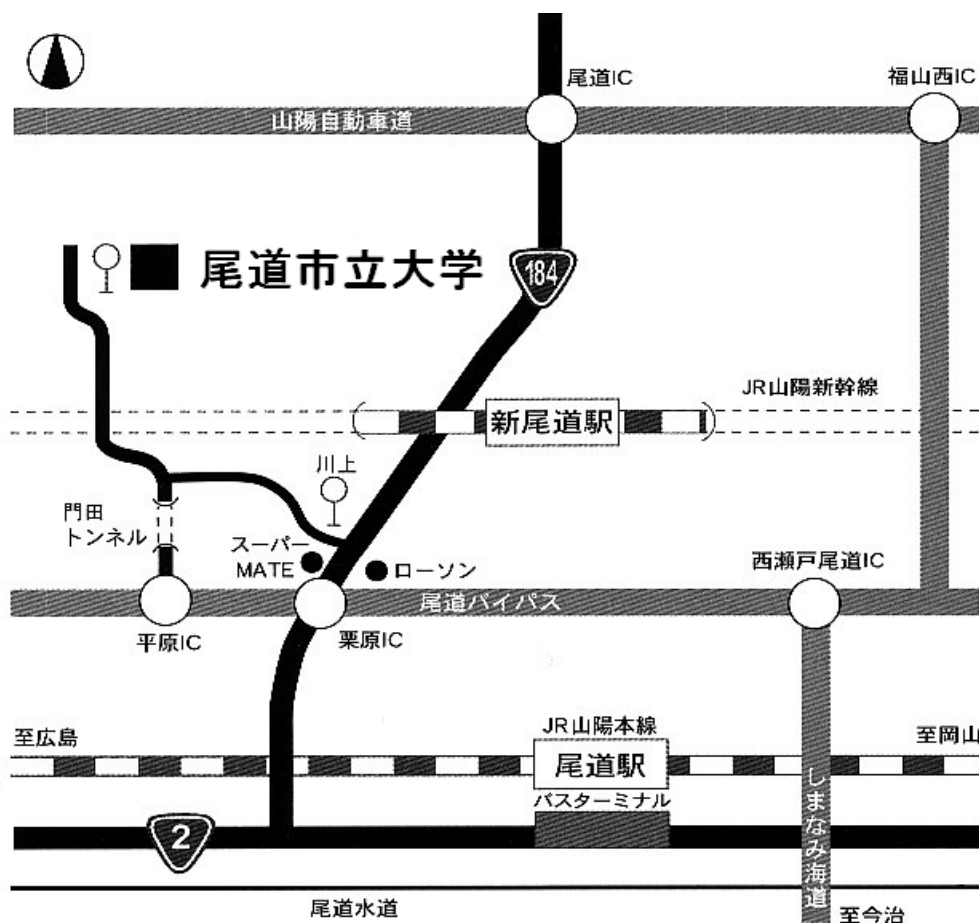 尾道IC
福山西IC
山陽自動車道
尾道市立大学
184
JR山陽新幹線
新尾道駅
川上
門田
トンネル
スーパー
MATE
ローソン
西瀬戸尾道IC
尾道バイパス
平原IC
栗原IC
至広島
JR山陽本線
至岡山
尾道駅
バスターミナル
しまなみ海道
2
尾道水道
至今治